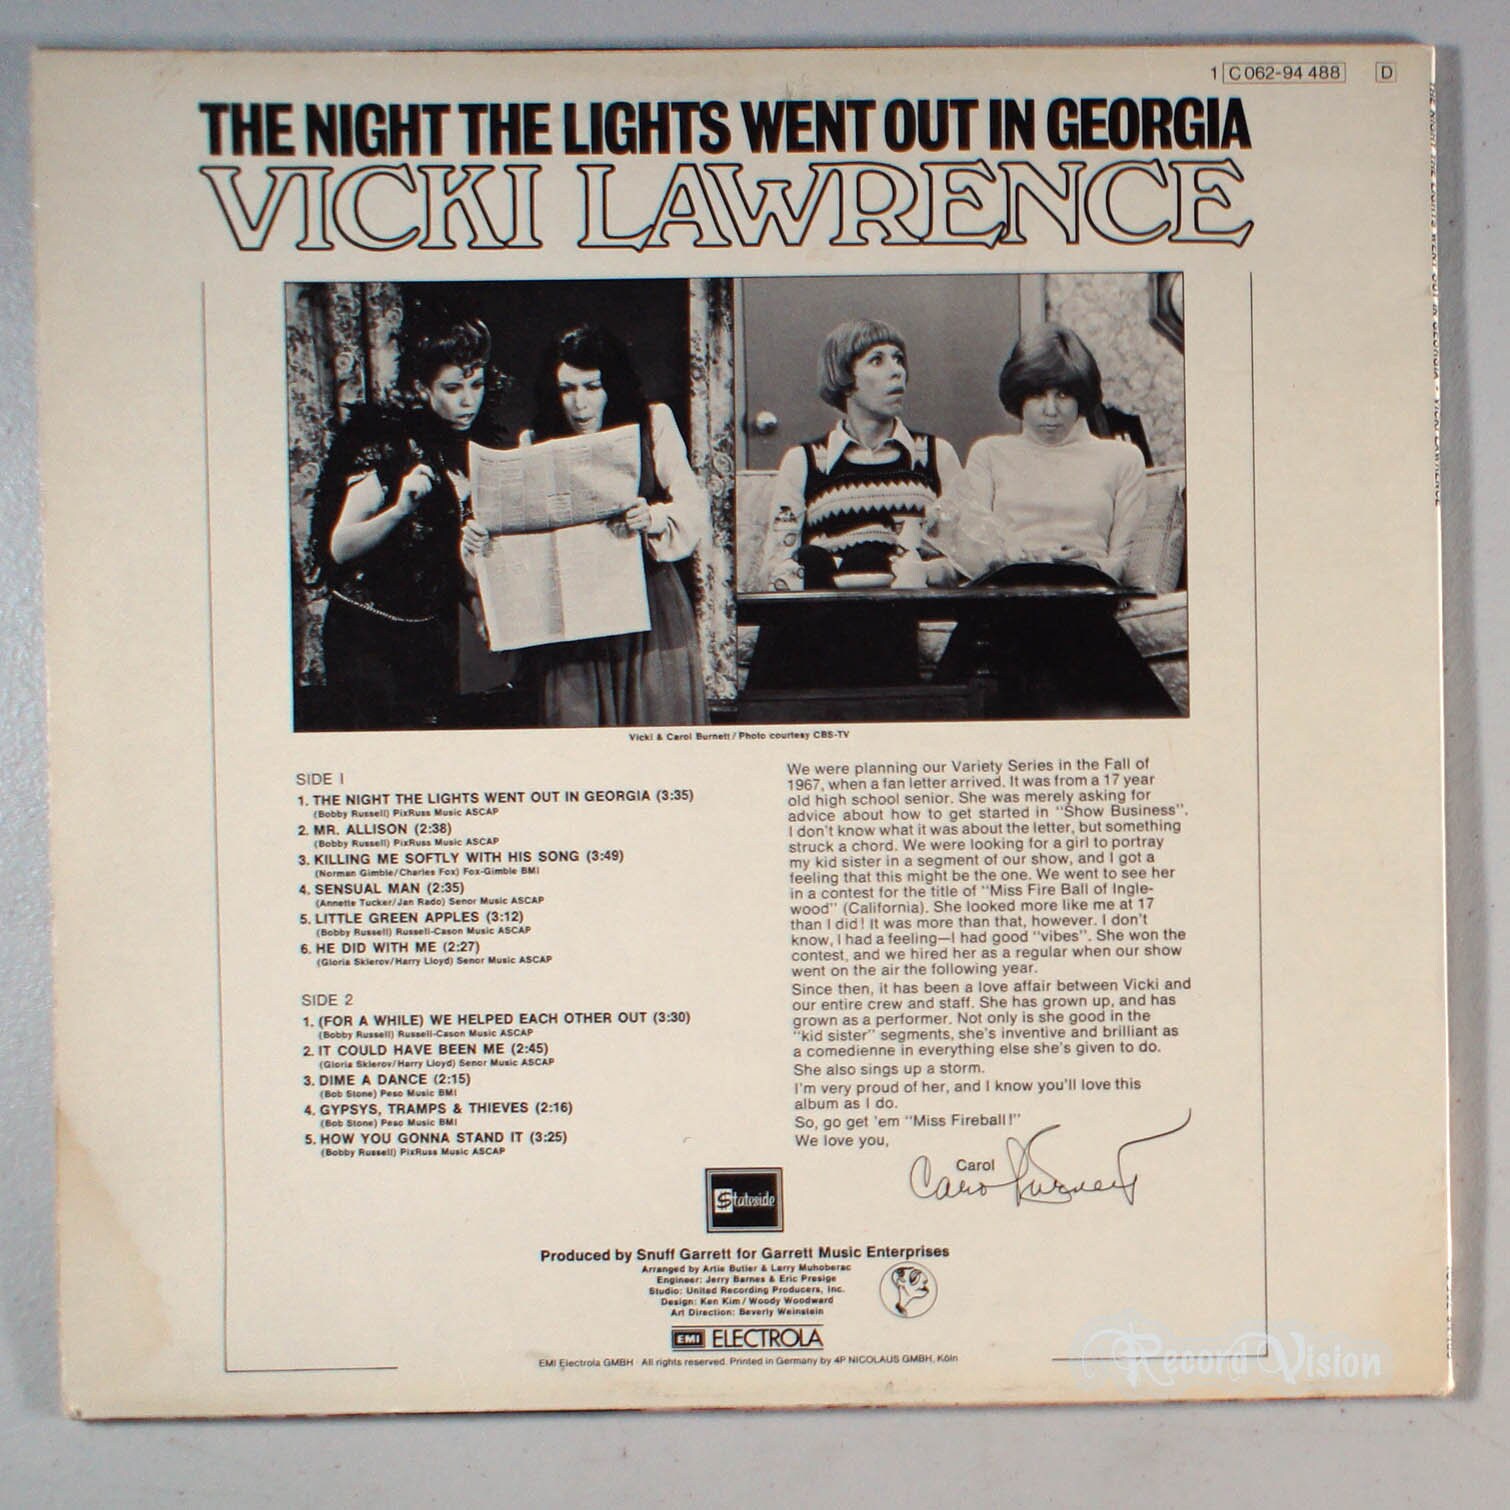 1 C 062-94 488 D
THE NIGHT THE LIGHTS WENT OUT IN GEORGIA
VICKI LAWRENCE
Vicki & Carol Burnett / Photo courtesy CBS-TV
SIDE I
1. THE NIGHT THE LIGHTS WENT OUT IN GEORGIA (3:35)
(Bobby Russell) PixRuss Music ASCAP
2. MR. ALLISON (2:38)
(Bobby Russell) PixRuss Music ASCAP
3. KILLING ME SOFTLY WITH HIS SONG (3:49)
(Norman Gimble/Charles Fox) Fox-Gimble BMI
4. SENSUAL MAN (2:35)
(Annette Tucker/Jan Rado) Senor Music ASCAP
5. LITTLE GREEN APPLES (3:12)
(Bobby Russell) Russell-Cason Music ASCAP
6. HE DID WITH ME (2:27)
(Gloria Sklerov/Harry Lloyd) Senor Music ASCAP
SIDE 2
1. (FOR A WHILE) WE HELPED EACH OTHER OUT (3:30)
(Bobby Russell) Russell-Cason Music ASCAP
2. IT COULD HAVE BEEN ME (2:45)
(Gloria Sklerov/Harry Lloyd) Senor Music ASCAP
3. DIME A DANCE (2:15)
(Bob Stone) Peso Music BMI
4. GYPSYS, TRAMPS & THIEVES (2:16)
(Bob Stone) Peso Music BMI
5. HOW YOU GONNA STAND IT (3:25)
(Bobby Russell) PixRuss Music ASCAP
We were planning our Variety Series in the Fall of
1967, when a fan letter arrived. It was from a 17 year
old high school senior. She was merely asking for
advice about how to get started in "Show Business".
I don't know what it was about the letter, but something
struck a chord. We were looking for a girl to portray
my kid sister in a segment of our show, and I got a
feeling that this might be the one. We went to see her
in a contest for the title of "Miss Fire Ball of Ingle-
wood" (California). She looked more like me at 17
than I did! It was more than that, however. I don't
know, I had a feeling—I had good "vibes". She won the
contest, and we hired her as a regular when our show
went on the air the following year.
Since then, it has been a love affair between Vicki and
our entire crew and staff. She has grown up, and has
grown as a performer. Not only is she good in the
"kid sister" segments, she's inventive and brilliant as
a comedienne in everything else she's given to do.
She also sings up a storm.
I'm very proud of her, and I know you'll love this
album as I do.
So, go get 'em "Miss Fireball!"
We love you,
Carol
Carol Burnett
Stateside
Produced by Snuff Garrett for Garrett Music Enterprises
Arranged by Artie Butler & Larry Muhoberac
Engineer: Jerry Barnes & Eric Prestge
Studio: United Recording Producers, Inc.
Design: Ken Kim / Woody Woodward
Art Direction: Beverly Weinstein
EMI ELECTROLA
EMI Electrola GMBH · All rights reserved. Printed in Germany by 4P NICOLAUS GMBH, Köln
Record Vision